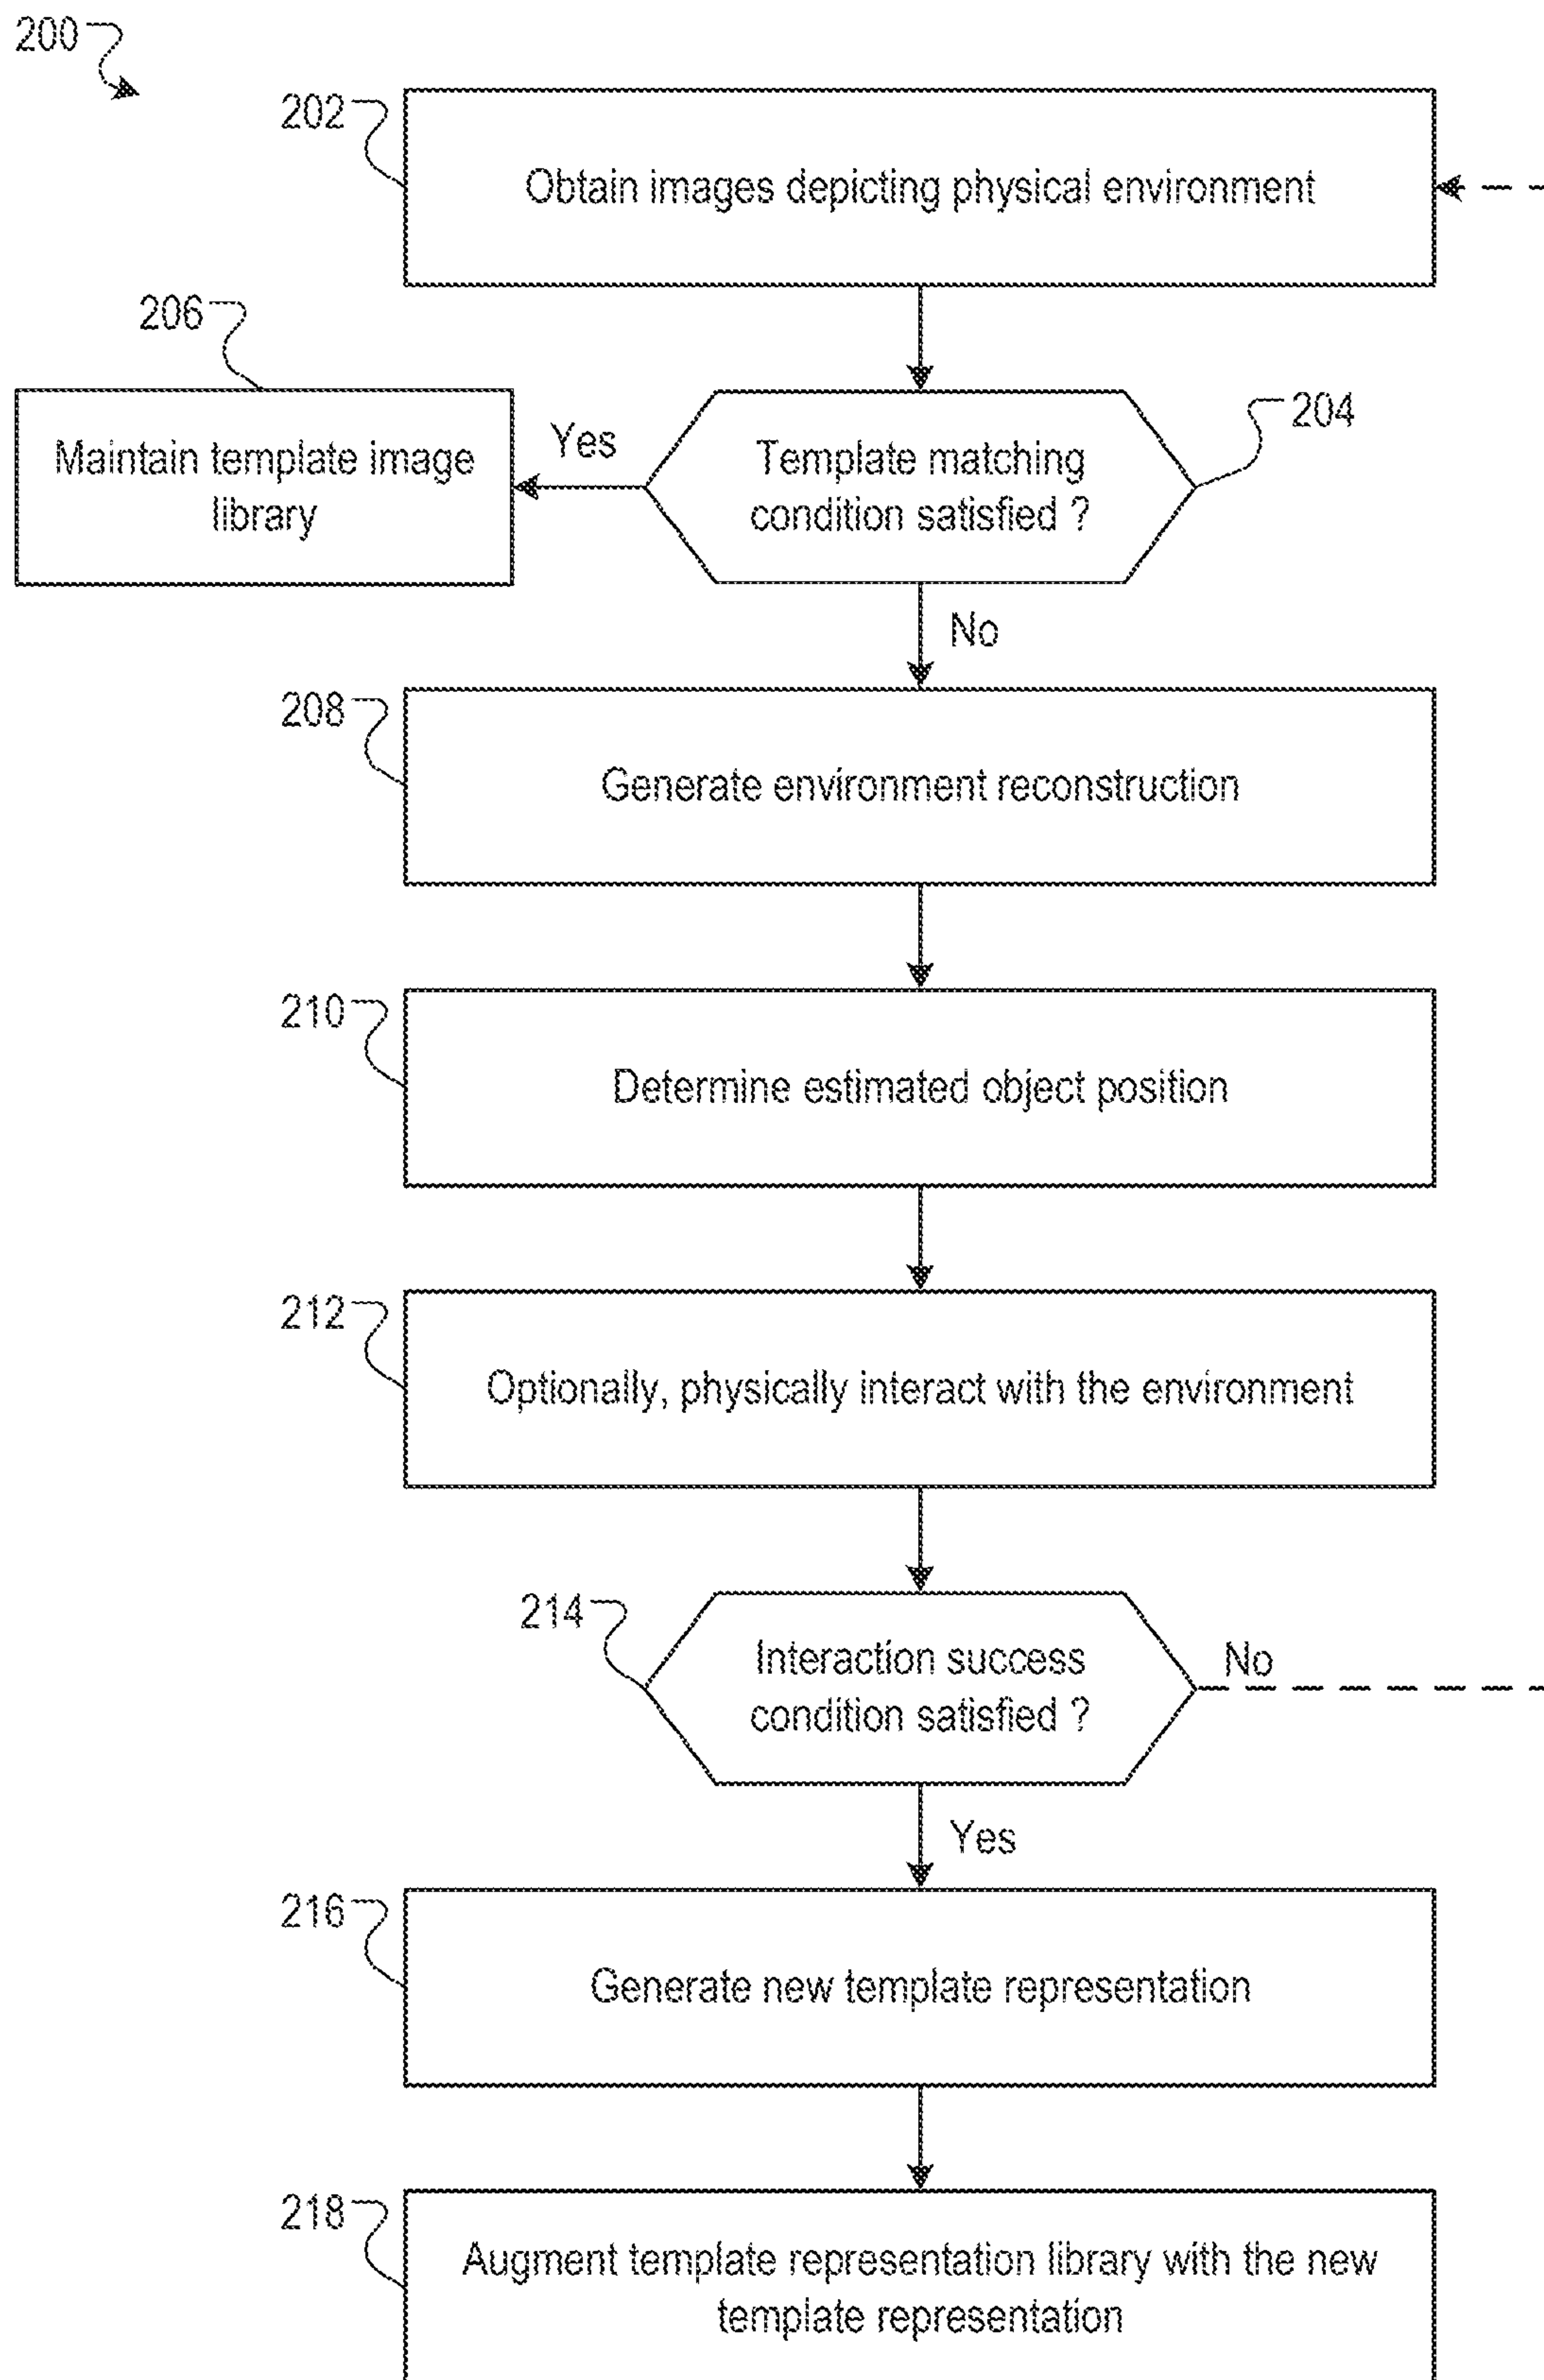 200
202
Obtain images depicting physical environment
206
204
Maintain template image
library
Yes
Template matching
condition satisfied ?
No
208
Generate environment reconstruction
210
Determine estimated object position
212
Optionally, physically interact with the environment
214
Interaction success
condition satisfied ?
No
Yes
216
Generate new template representation
218
Augment template representation library with the new
template representation